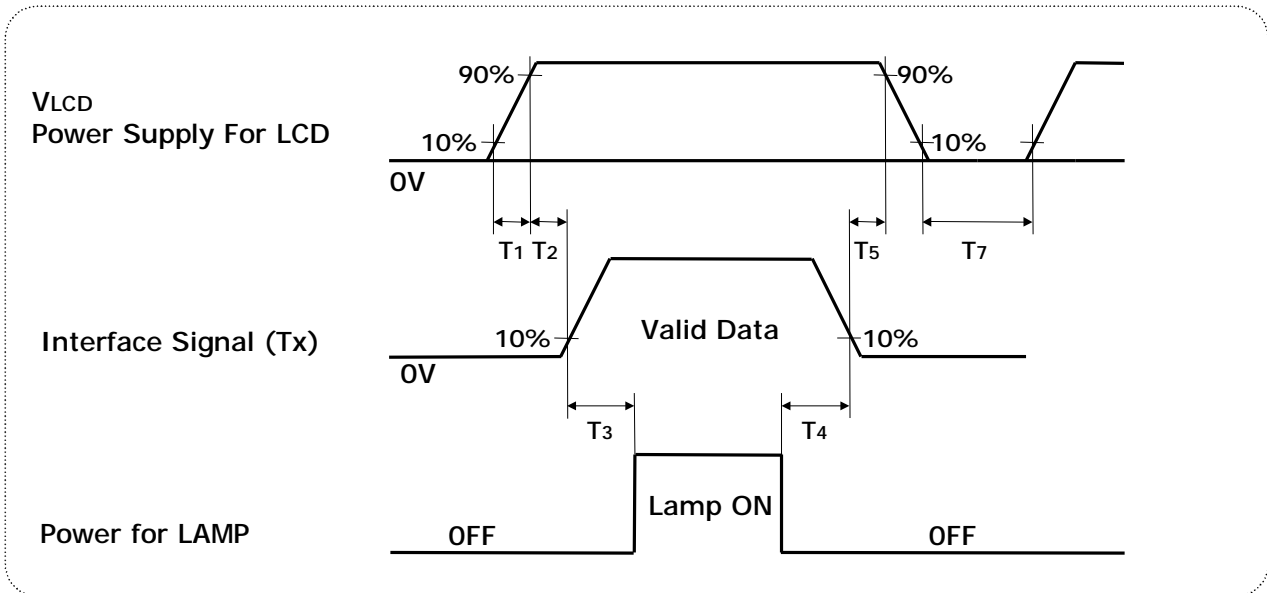 90%
90%
VLCD
Power Supply For LCD
10%
10%
0V
T1 T2
T5
T7
Interface Signal (Tx)
10%
Valid Data
10%
0V
T3
T4
Power for LAMP
OFF
Lamp ON
OFF